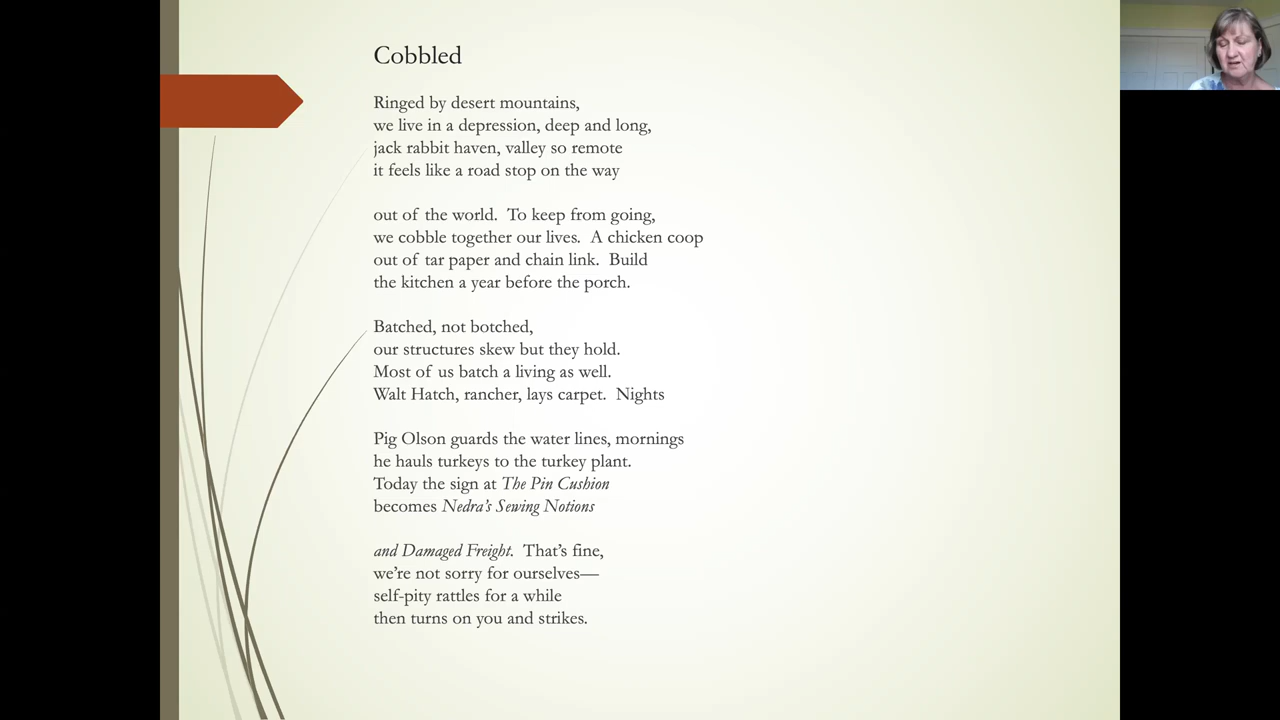 Cobbled
Ringed by desert mountains,
we live in a depression, deep and long,
jack rabbit haven, valley so remote
it feels like a road stop on the way
out of the world.  To keep from going,
we cobble together our lives.  A chicken coop
out of tar paper and chain link.  Build
the kitchen a year before the porch.
Batched, not botched,
our structures skew but they hold.
Most of us batch a living as well.
Walt Hatch, rancher, lays carpet.  Nights
Pig Olson guards the water lines, mornings
he hauls turkeys to the turkey plant.
Today the sign at The Pin Cushion
becomes Nedra’s Sewing Notions
and Damaged Freight.  That’s fine,
we’re not sorry for ourselves—
self-pity rattles for a while
then turns on you and strikes.